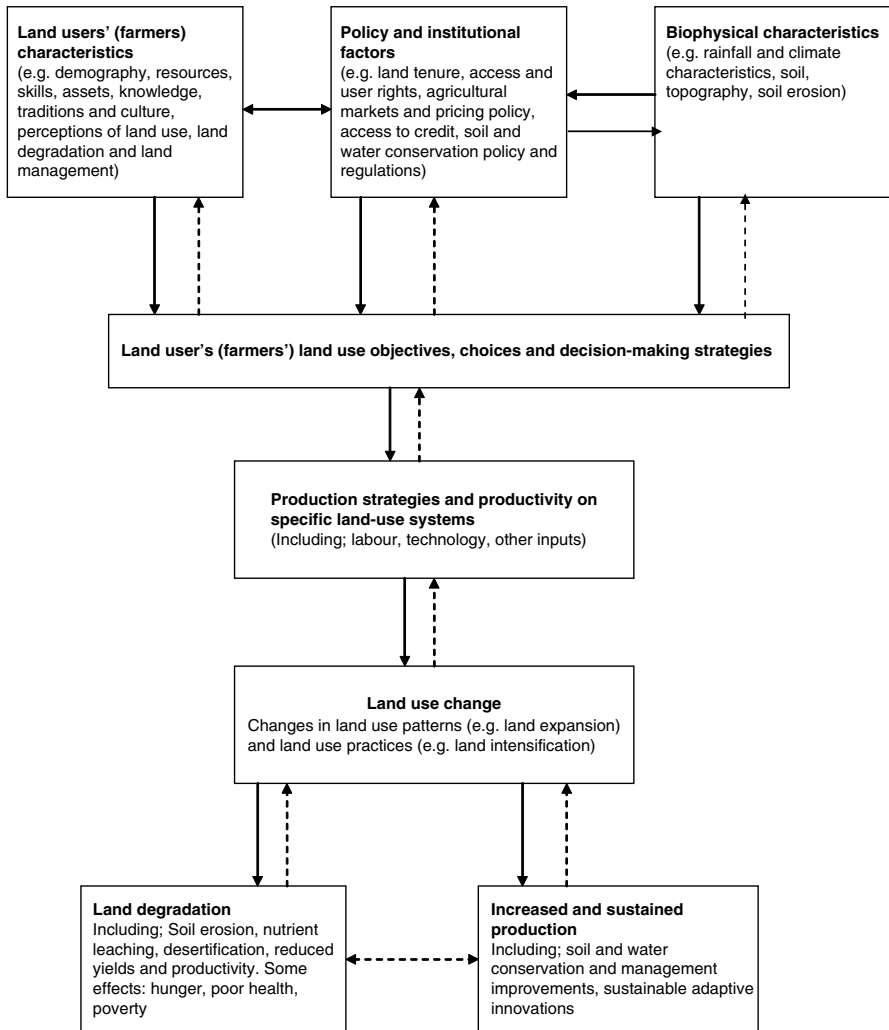 Land users' (farmers)
characteristics
(e.g. demography, resources,
skills, assets, knowledge,
traditions and culture,
perceptions of land use, land
degradation and land
management)
Policy and institutional
factors
(e.g. land tenure, access and
user rights, agricultural
markets and pricing policy,
access to credit, soil and
water conservation policy and
regulations)
Biophysical characteristics
(e.g. rainfall and climate
characteristics, soil,
topography, soil erosion)
Land user's (farmers') land use objectives, choices and decision-making strategies
Production strategies and productivity on
specific land-use systems
(Including; labour, technology, other inputs)
Land use change
Changes in land use patterns (e.g. land expansion)
and land use practices (e.g. land intensification)
Land degradation
Including; Soil erosion, nutrient
leaching, desertification, reduced
yields and productivity. Some
effects: hunger, poor health,
poverty
Increased and sustained
production
Including; soil and water
conservation and management
improvements, sustainable adaptive
innovations